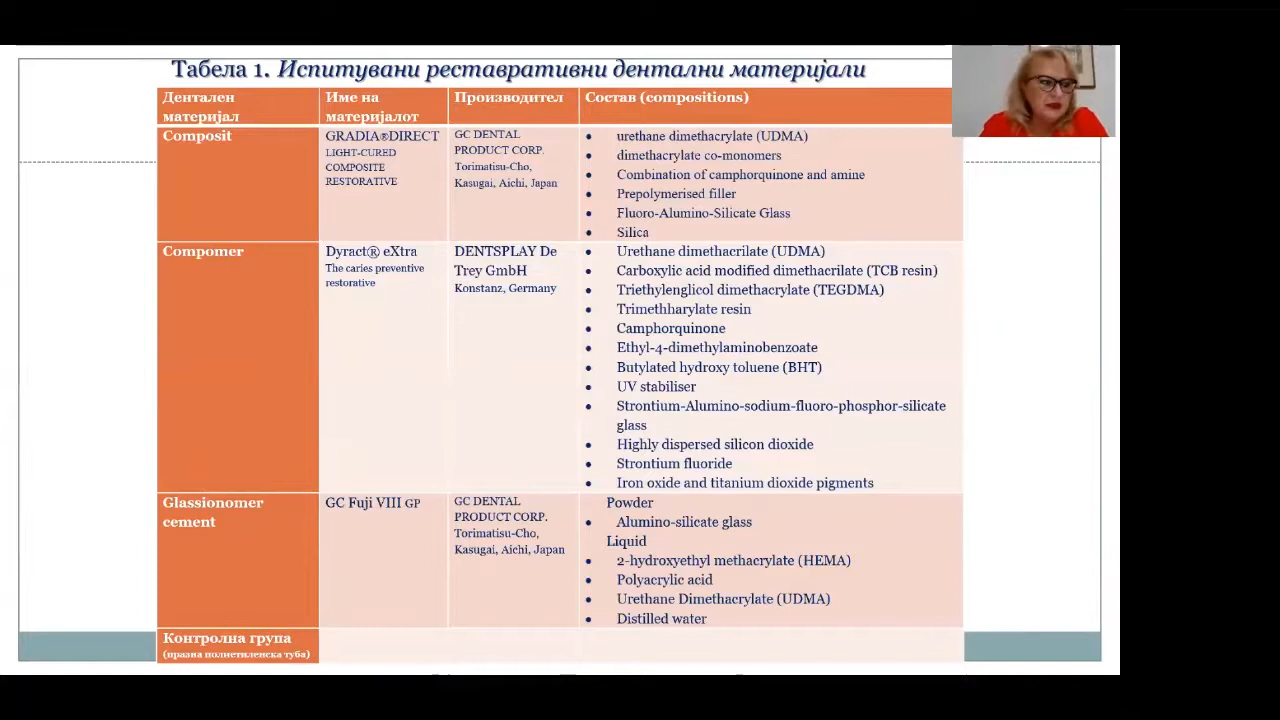 Табела 1. Испитувани реставративни дентални материјали
Дентален
материјал
Име на
материјалот
Производител
Состав (compositions)
Composit
GRADIA®DIRECT
LIGHT-CURED
COMPOSITE
RESTORATIVE
GC DENTAL
PRODUCT CORP.
Torimatisu-Cho,
Kasugai, Aichi, Japan
• urethane dimethacrylate (UDMA)
• dimethacrylate co-monomers
• Combination of camphorquinone and amine
• Prepolymerised filler
• Fluoro-Alumino-Silicate Glass
• Silica
Compomer
Dyract® eXtra
The caries preventive
restorative
DENTSPLAY De
Trey GmbH
Konstanz, Germany
• Urethane dimethacrilate (UDMA)
• Carboxylic acid modified dimethacrilate (TCB resin)
• Triethylenglicol dimethacrylate (TEGDMA)
• Trimethharylate resin
• Camphorquinone
• Ethyl-4-dimethylaminobenzoate
• Butylated hydroxy toluene (BHT)
• UV stabiliser
• Strontium-Alumino-sodium-fluoro-phosphor-silicate
glass
• Highly dispersed silicon dioxide
• Strontium fluoride
• Iron oxide and titanium dioxide pigments
Glassionomer
cement
GC Fuji VIII GP
GC DENTAL
PRODUCT CORP.
Torimatisu-Cho,
Kasugai, Aichi, Japan
Powder
• Alumino-silicate glass
Liquid
• 2-hydroxyethyl methacrylate (HEMA)
• Polyacrylic acid
• Urethane Dimethacrylate (UDMA)
• Distilled water
Контролна група
(празна полиетиленска туба)